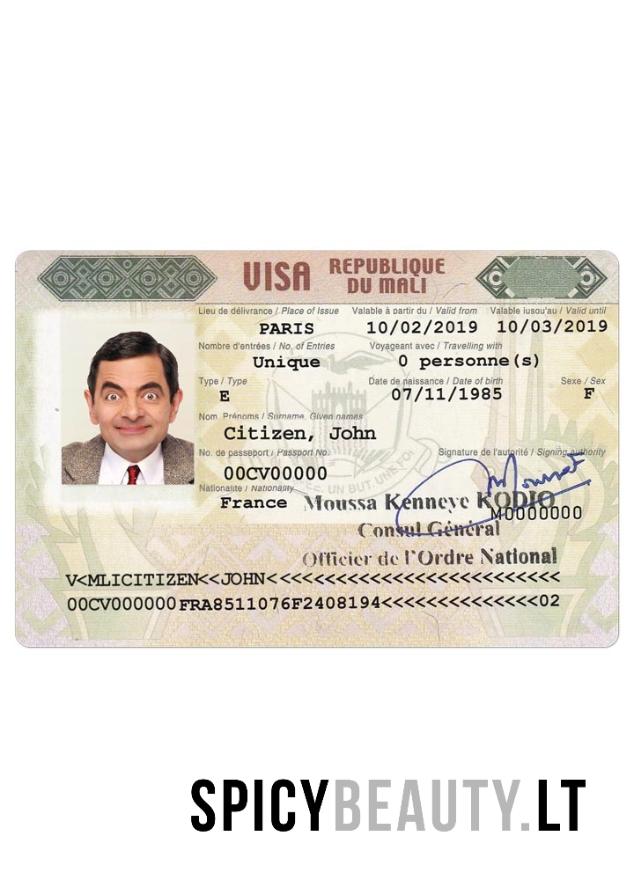 VISA REPUBLIQUE DU MALI
Lieu de délivrance / Place of Issue Valable à partir du / Valid from Valable jusqu'au / Valid until
PARIS 10/02/2019 10/03/2019
Nombre d'entrées / No. of Entries Voyageant avec / Travelling with
Unique 0 personne(s)
Type / Type Date de naissance / Date of birth Sexe / Sex
E 07/11/1985 F
Nom, Prénoms / Surname, Given names
Citizen, John
No. de passeport / Passport No. Signature de l'autorité / Signing authority
00CV00000
Nationalité / Nationality
France Moussa Kenneye KODIO
M0000000
Consul Général
Officier de l'Ordre National
V<MLICITIZEN<<JOHN<<<<<<<<<<<<<<<<<<<<<<<<<<
00CV000000FRA8511076F2408194<<<<<<<<<<<<<<02
SPICYBEAUTY.LT